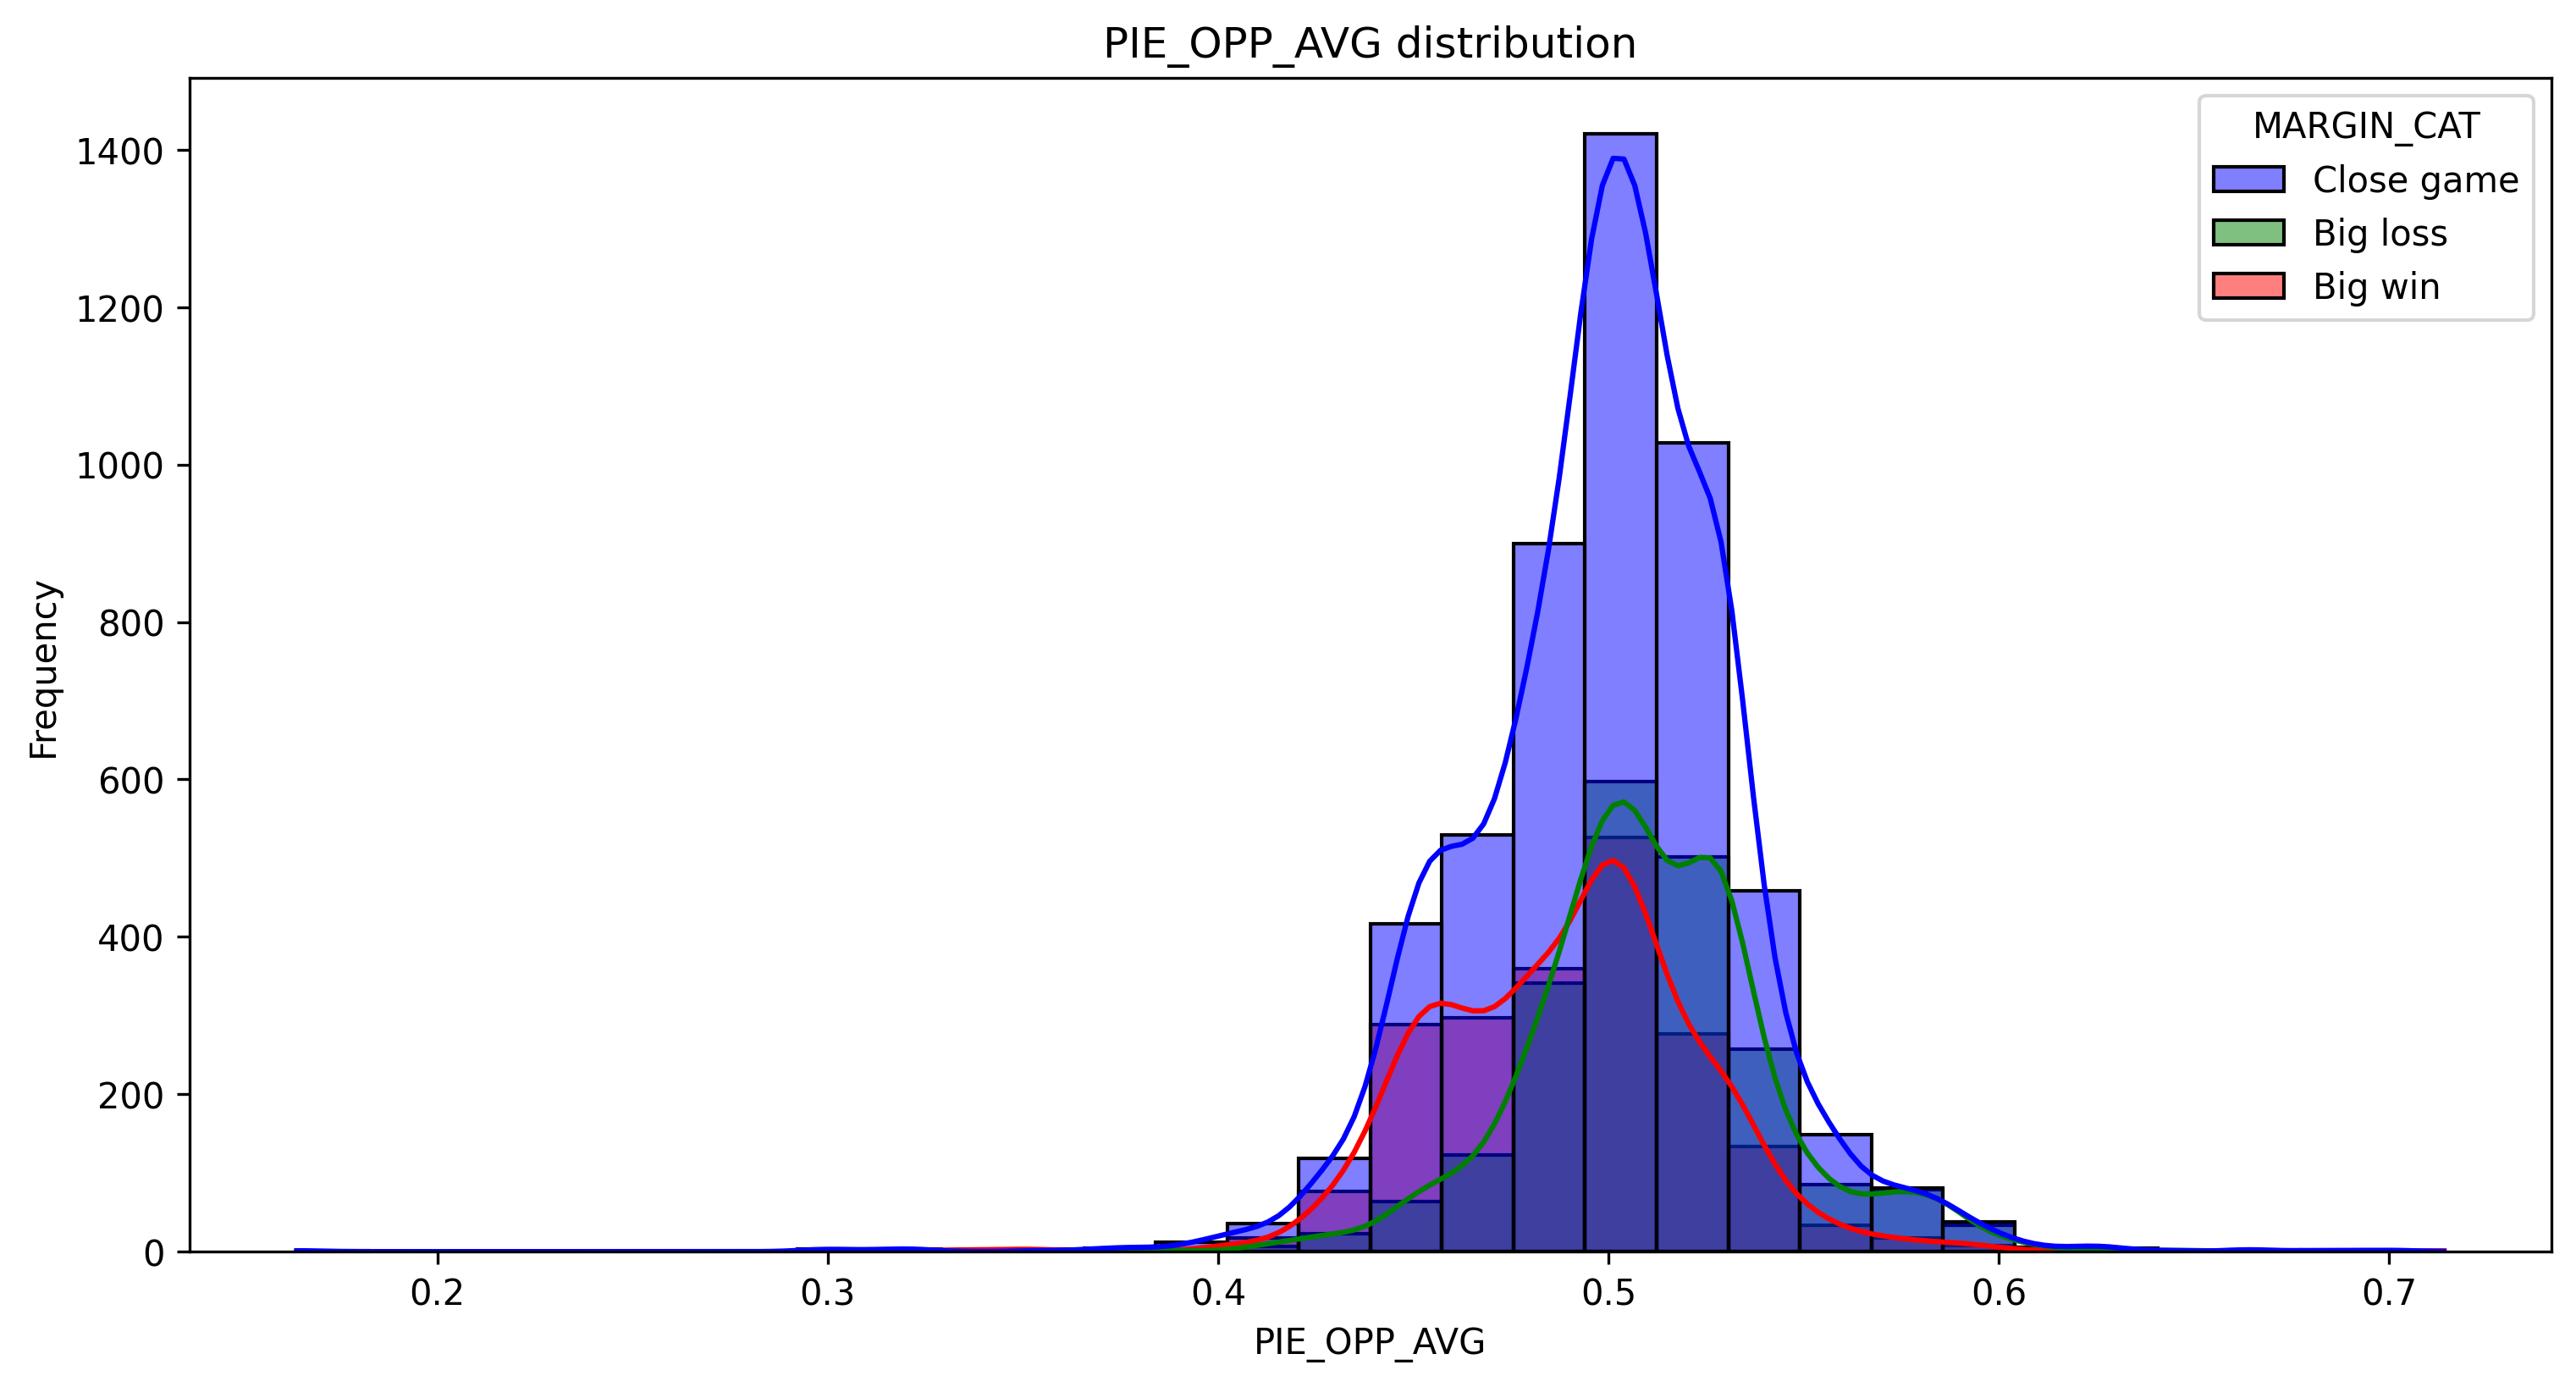 PIE_OPP_AVG distribution
MARGIN_CAT
Close game
Big loss
Big win
1400
1200
1000
800
600
400
200
0
Frequency
0.2 0.3 0.4 0.5 0.6 0.7
PIE_OPP_AVG